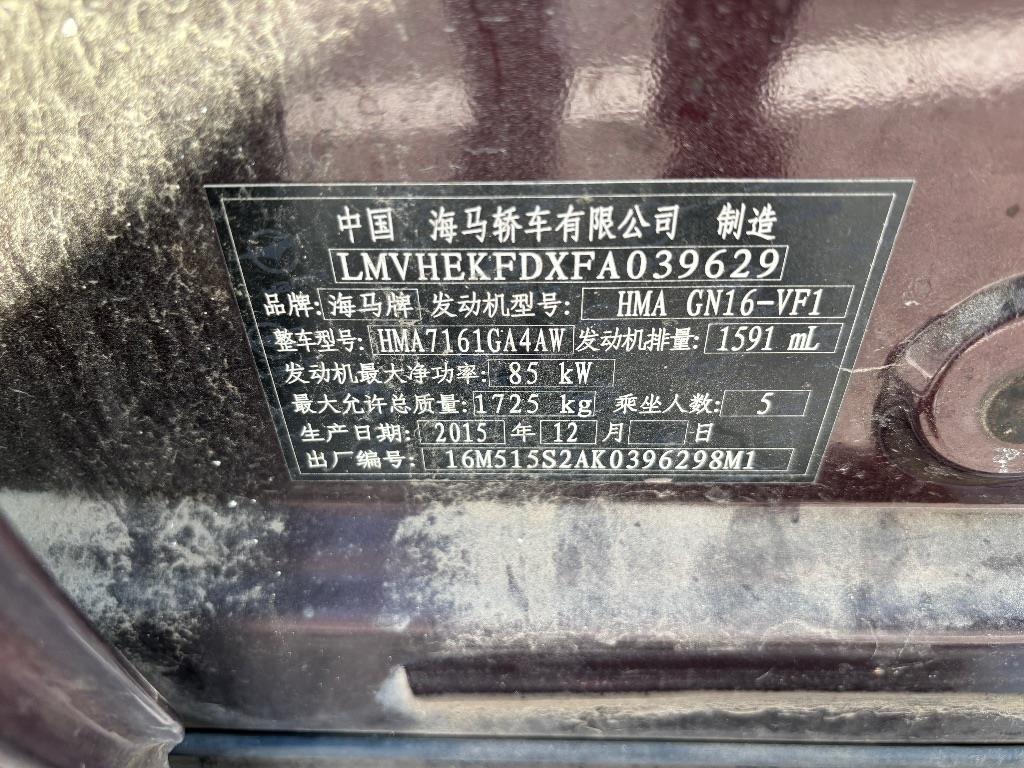 中国 海马轿车有限公司 制造
LMVHEKFDXFA039629
品牌: 海马牌 发动机型号: HMA GN16-VF1
整车型号: HMA7161GA4AW 发动机排量: 1591 mL
发动机最大净功率: 85 kW
最大允许总质量: 1725 kg 乘坐人数: 5
生产日期: 2015 年 12 月 日
出厂编号: 16M515S2AK0396298M1